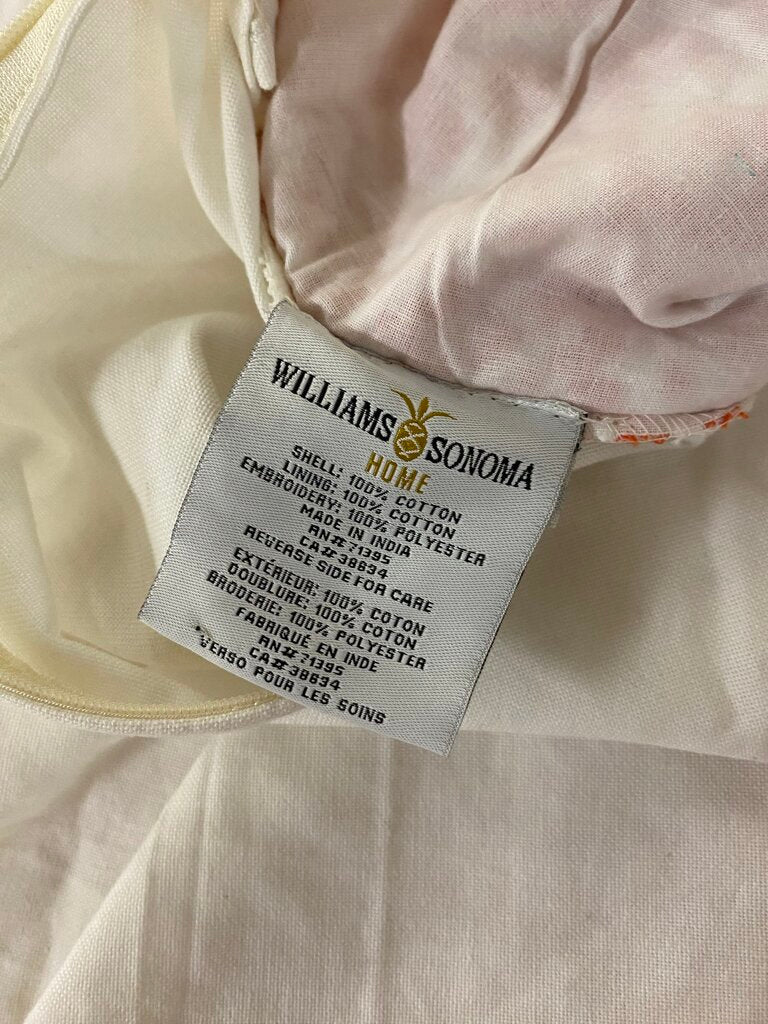 WILLIAMS SONOMA
HOME
SHELL: 100% COTTON
LINING: 100% COTTON
EMBROIDERY: 100% POLYESTER
MADE IN INDIA
RN# 71395
CA# 38634
REVERSE SIDE FOR CARE
EXTÉRIEUR: 100% COTON
DOUBLURE: 100% COTON
BRODERIE: 100% POLYESTER
FABRIQUÉ EN INDE
RN# 71395
CA# 38634
VERSO POUR LES SOINS